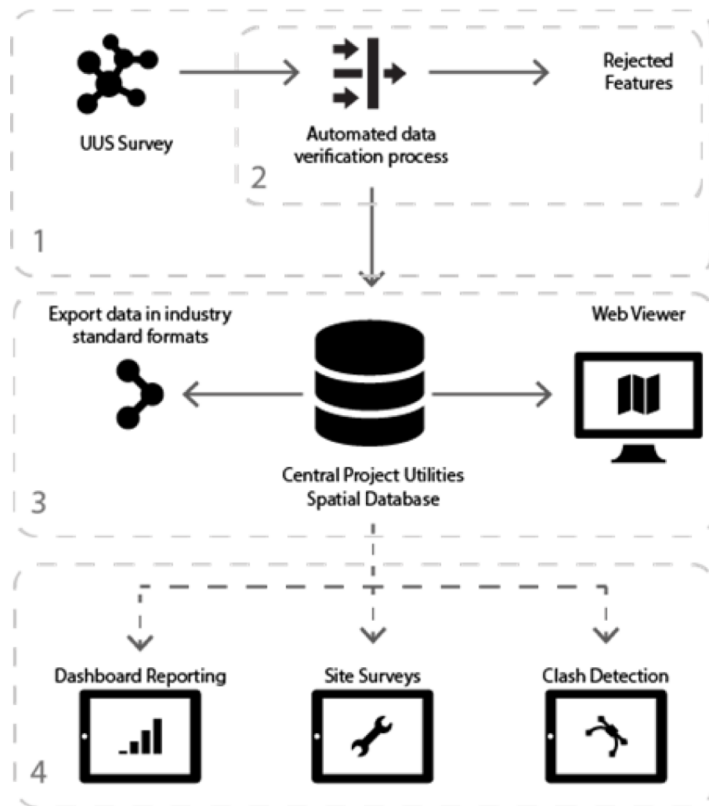 UUS Survey
Automated data
verification process
Rejected
Features
2
1
Export data in industry
standard formats
Web Viewer
Central Project Utilities
Spatial Database
3
Dashboard Reporting
Site Surveys
Clash Detection
4